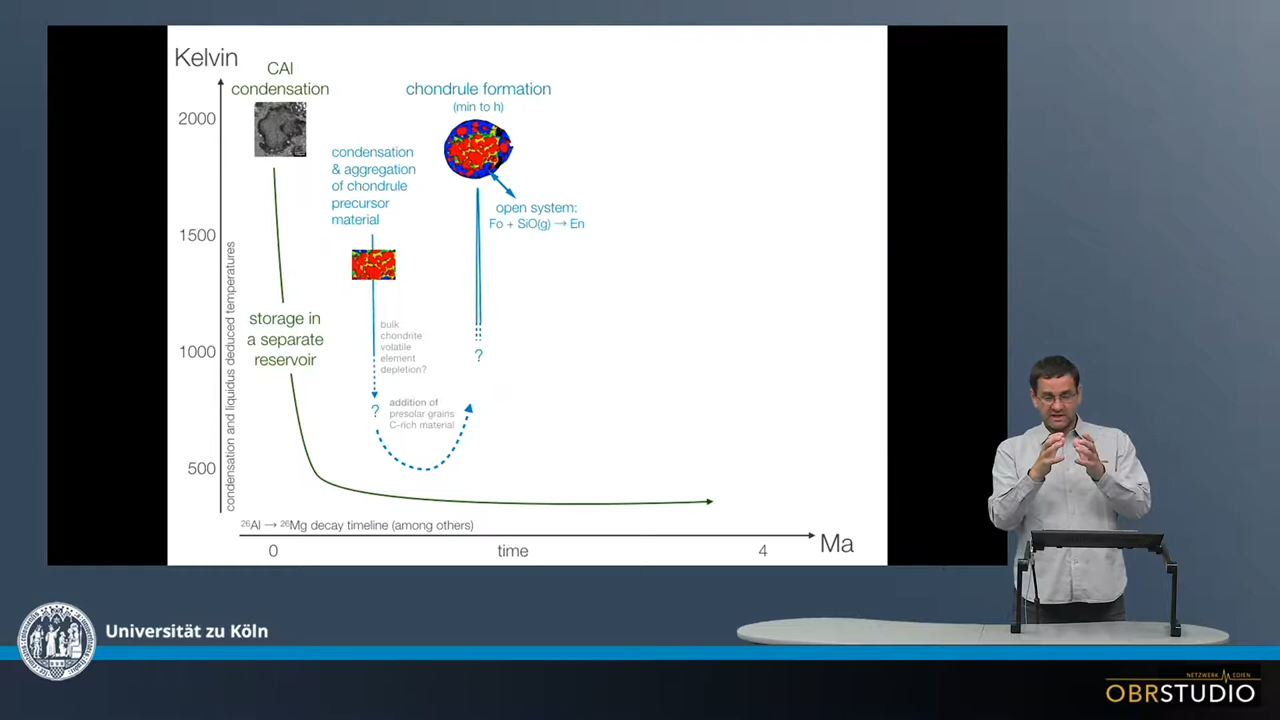 Kelvin
CAI
condensation
2000
1500
1000
500
condensation and liquidus deduced temperatures
storage in
a separate
reservoir
condensation
& aggregation
of chondrule
precursor
material
bulk
chondrite
volatile
element
depletion?
?
addition of
presolar grains
C-rich material
chondrule formation
(min to h)
open system:
Fo + SiO(g) → En
?
²⁶Al → ²⁶Mg decay timeline (among others)
0
time
4
Ma
Universität zu Köln
NETZWERK MEDIEN
OBRSTUDIO